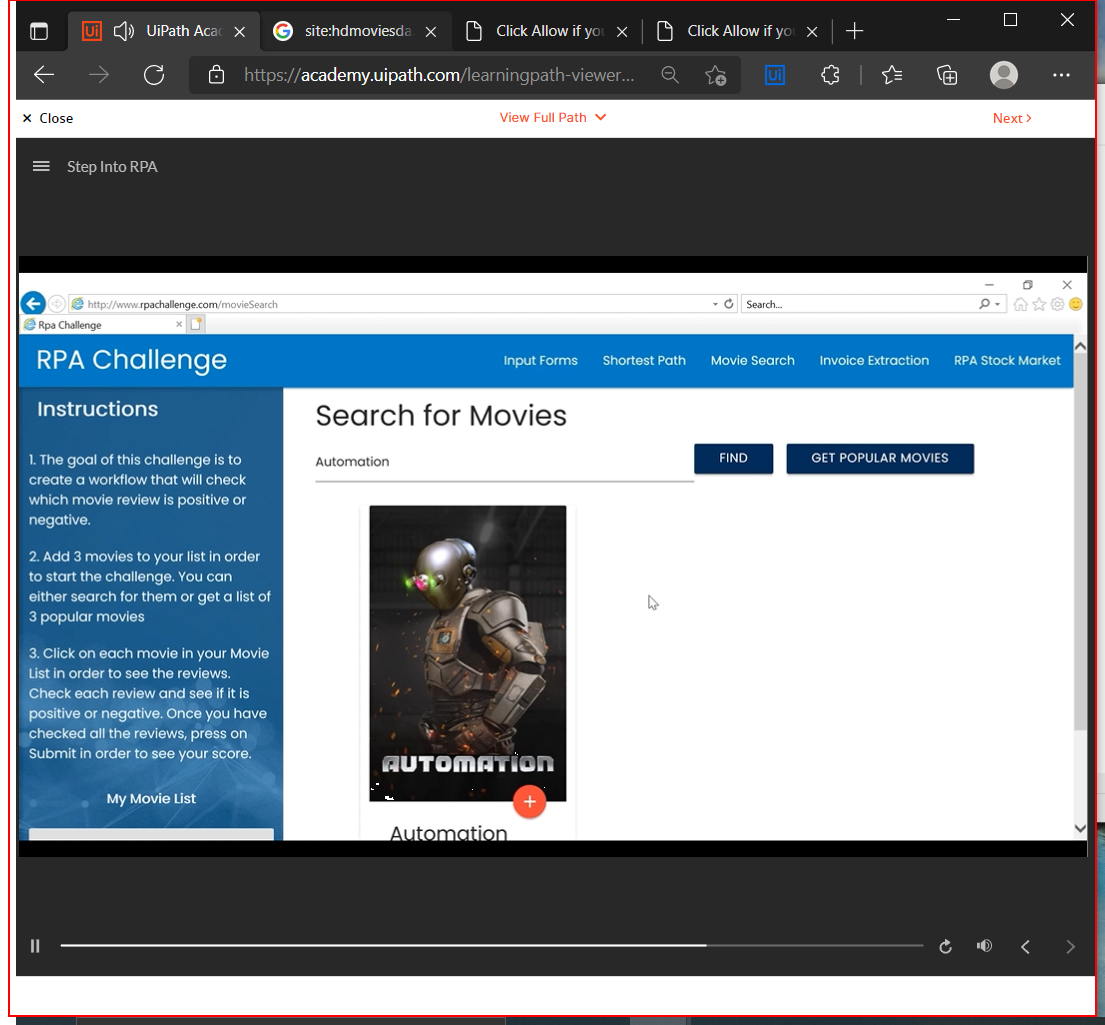 Ui UiPath Aca
site:hdmoviesda
Click Allow if you
Click Allow if you
https://academy.uipath.com/learningpath-viewer...
Ui
× Close
View Full Path
Next >
Step Into RPA
http://www.rpachallenge.com/movieSearch
Search...
Rpa Challenge
RPA Challenge
Input Forms
Shortest Path
Movie Search
Invoice Extraction
RPA Stock Market
Instructions
1. The goal of this challenge is to
create a workflow that will check
which movie review is positive or
negative.
2. Add 3 movies to your list in order
to start the challenge. You can
either search for them or get a list of
3 popular movies
3. Click on each movie in your Movie
List in order to see the reviews.
Check each review and see if it is
positive or negative. Once you have
checked all the reviews, press on
Submit in order to see your score.
My Movie List
Search for Movies
Automation
FIND
GET POPULAR MOVIES
AUTOMATION
+
Automation